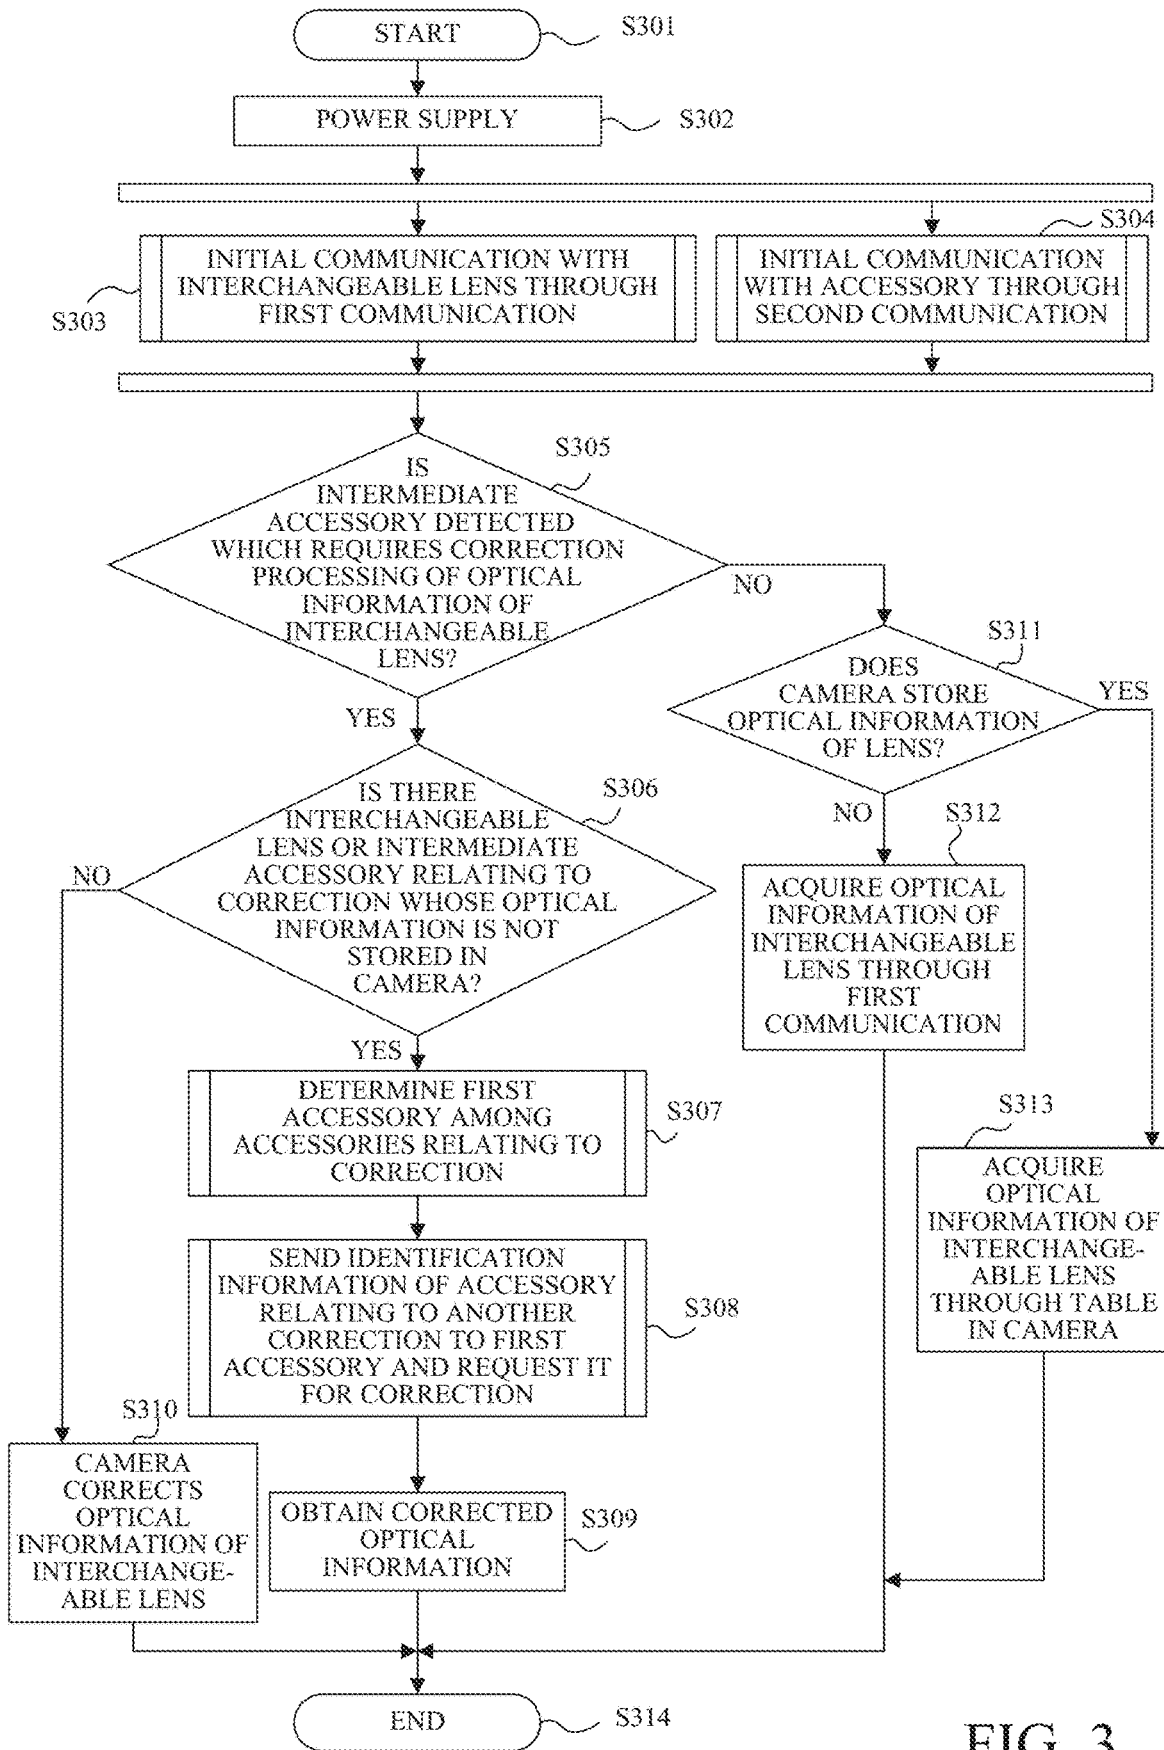 START
S301
POWER SUPPLY
S302
S304
INITIAL COMMUNICATION WITH
INTERCHANGEABLE LENS THROUGH
FIRST COMMUNICATION
S303
INITIAL COMMUNICATION
WITH ACCESSORY THROUGH
SECOND COMMUNICATION
S305
IS
INTERMEDIATE
ACCESSORY DETECTED
WHICH REQUIRES CORRECTION
PROCESSING OF OPTICAL
INFORMATION OF
INTERCHANGEABLE
LENS?
NO
YES
S311
DOES
CAMERA STORE
OPTICAL INFORMATION
OF LENS?
YES
NO
S306
IS THERE
INTERCHANGEABLE
LENS OR INTERMEDIATE
ACCESSORY RELATING TO
CORRECTION WHOSE OPTICAL
INFORMATION IS NOT
STORED IN
CAMERA?
NO
YES
S312
ACQUIRE OPTICAL
INFORMATION OF
INTERCHANGEABLE
LENS THROUGH
FIRST
COMMUNICATION
DETERMINE FIRST
ACCESSORY AMONG
ACCESSORIES RELATING TO
CORRECTION
S307
S313
ACQUIRE
OPTICAL
INFORMATION OF
INTERCHANGE-
ABLE LENS
THROUGH TABLE
IN CAMERA
SEND IDENTIFICATION
INFORMATION OF ACCESSORY
RELATING TO ANOTHER
CORRECTION TO FIRST
ACCESSORY AND REQUEST IT
FOR CORRECTION
S308
S310
CAMERA
CORRECTS
OPTICAL
INFORMATION OF
INTERCHANGE-
ABLE LENS
OBTAIN CORRECTED
OPTICAL
INFORMATION
S309
END
S314
FIG. 3